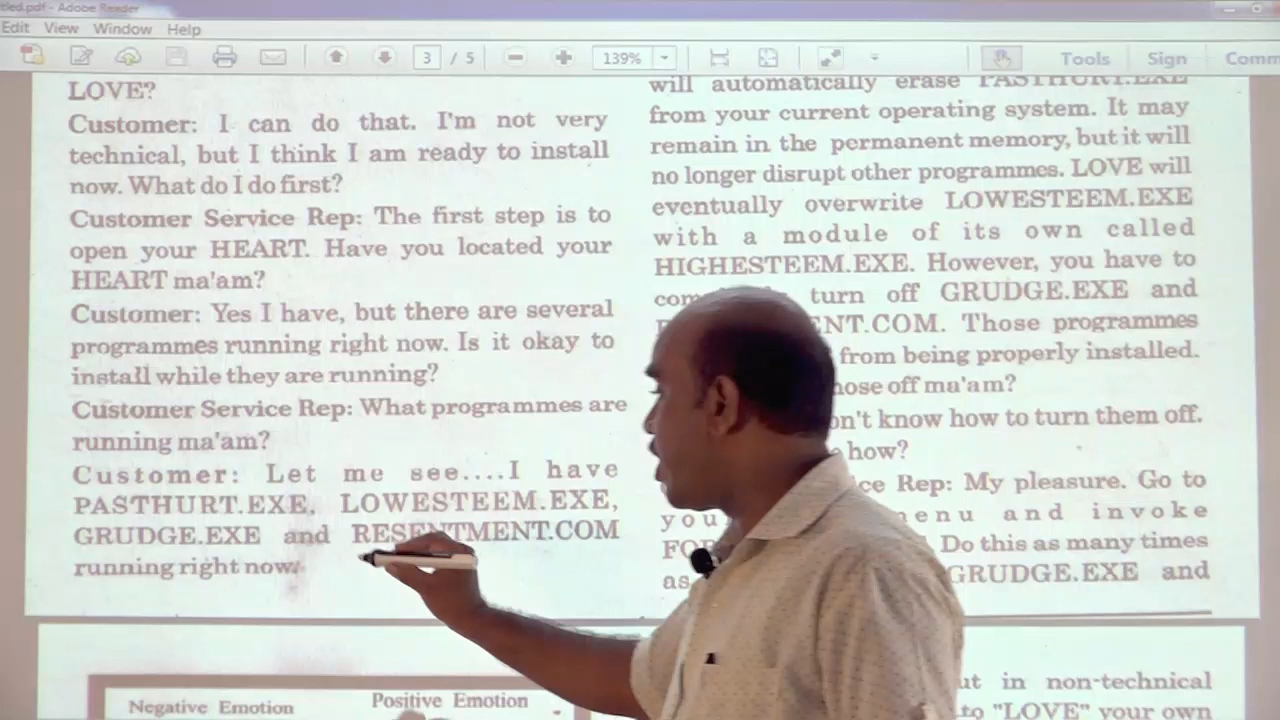 tled.pdf - Adobe Reader
Edit View Window Help
3 / 5
139%
Tools Sign Comm
LOVE?
Customer: I can do that. I'm not very
technical, but I think I am ready to install
now. What do I do first?
Customer Service Rep: The first step is to
open your HEART. Have you located your
HEART ma'am?
Customer: Yes I have, but there are several
programmes running right now. Is it okay to
install while they are running?
Customer Service Rep: What programmes are
running ma'am?
Customer: Let me see....I have
PASTHURT.EXE, LOWESTEEM.EXE,
GRUDGE.EXE and RESENTMENT.COM
running right now.
will automatically erase PASTHURT.EXE
from your current operating system. It may
remain in the permanent memory, but it will
no longer disrupt other programmes. LOVE will
eventually overwrite LOWESTEEM.EXE
with a module of its own called
HIGHESTEEM.EXE. However, you have to
turn off GRUDGE.EXE and
NT.COM. Those programmes
from being properly installed.
hose off ma'am?
on't know how to turn them off.
how?
ce Rep: My pleasure. Go to
you enu and invoke
FOR Do this as many times
as GRUDGE.EXE and
Negative Emotion Positive Emotion
ut in non-technical
to "LOVE" your own